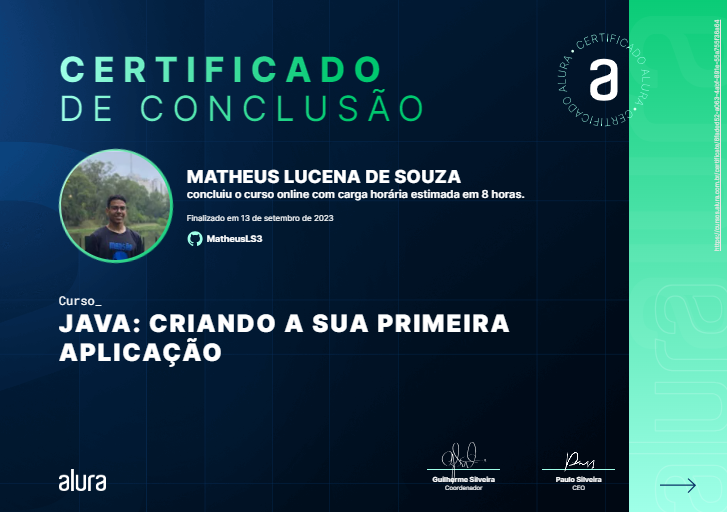 CERTIFICADO
DE CONCLUSÃO
CERTIFICADO ALURA • CERTIFICADO ALURA •
a
MATHEUS LUCENA DE SOUZA
concluiu o curso online com carga horária estimada em 8 horas.
Finalizado em 13 de setembro de 2023
MatheusLS3
Curso_
JAVA: CRIANDO A SUA PRIMEIRA
APLICAÇÃO
alura
Guilherme Silveira
Coordenador
Paulo Silveira
CEO
alura